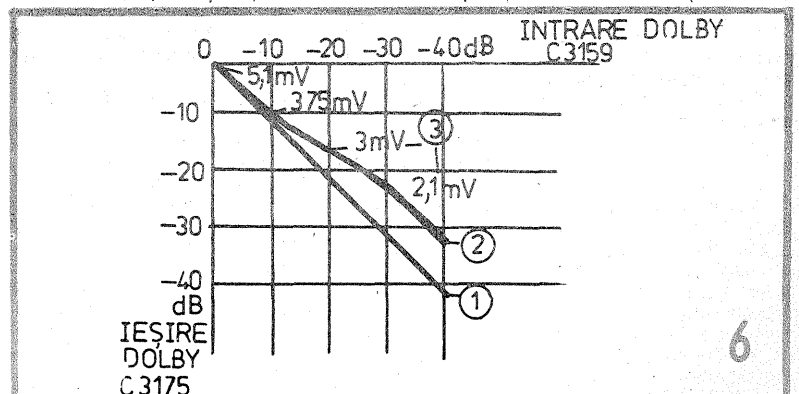 INTRARE DOLBY
C3159
0 -10 -20 -30 -40dB
5,1mV
-10
375mV
3mV
3
-20
2,1mV
-30
2
-40
dB
1
IEȘIRE
DOLBY
C3175
6